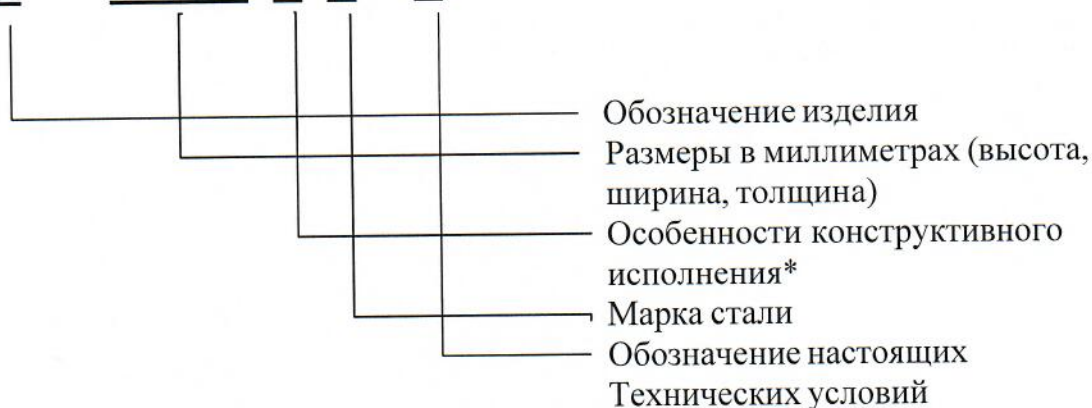 Обозначение изделия
Размеры в миллиметрах (высота,
ширина, толщина)
Особенности конструктивного
исполнения*
Марка стали
Обозначение настоящих
Технических условий